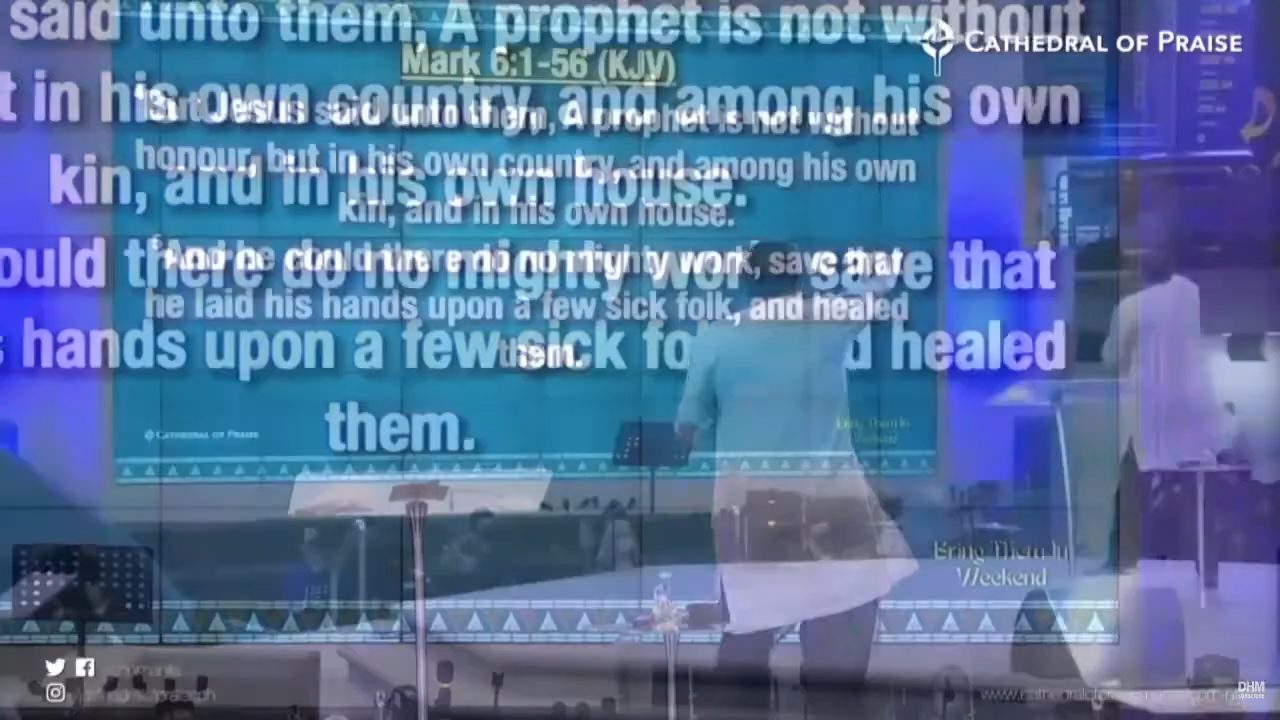 said unto them, A prophet is not without
in his own country, and among his own
kin, and in his own house.
ould there do no mighty work, save that
hands upon a few sick folk, and healed
them.
CATHEDRAL OF PRAISE
Mark 6:1-56 (KJV)
But Jesus said unto them, A prophet is not without
honour, but in his own country, and among his own
kin, and in his own house.
And he could there do no mighty work, save that
he laid his hands upon a few sick folk, and healed
them.
CATHEDRAL OF PRAISE
Bring Them In
Weekend
Bring Them In
Weekend
DHM